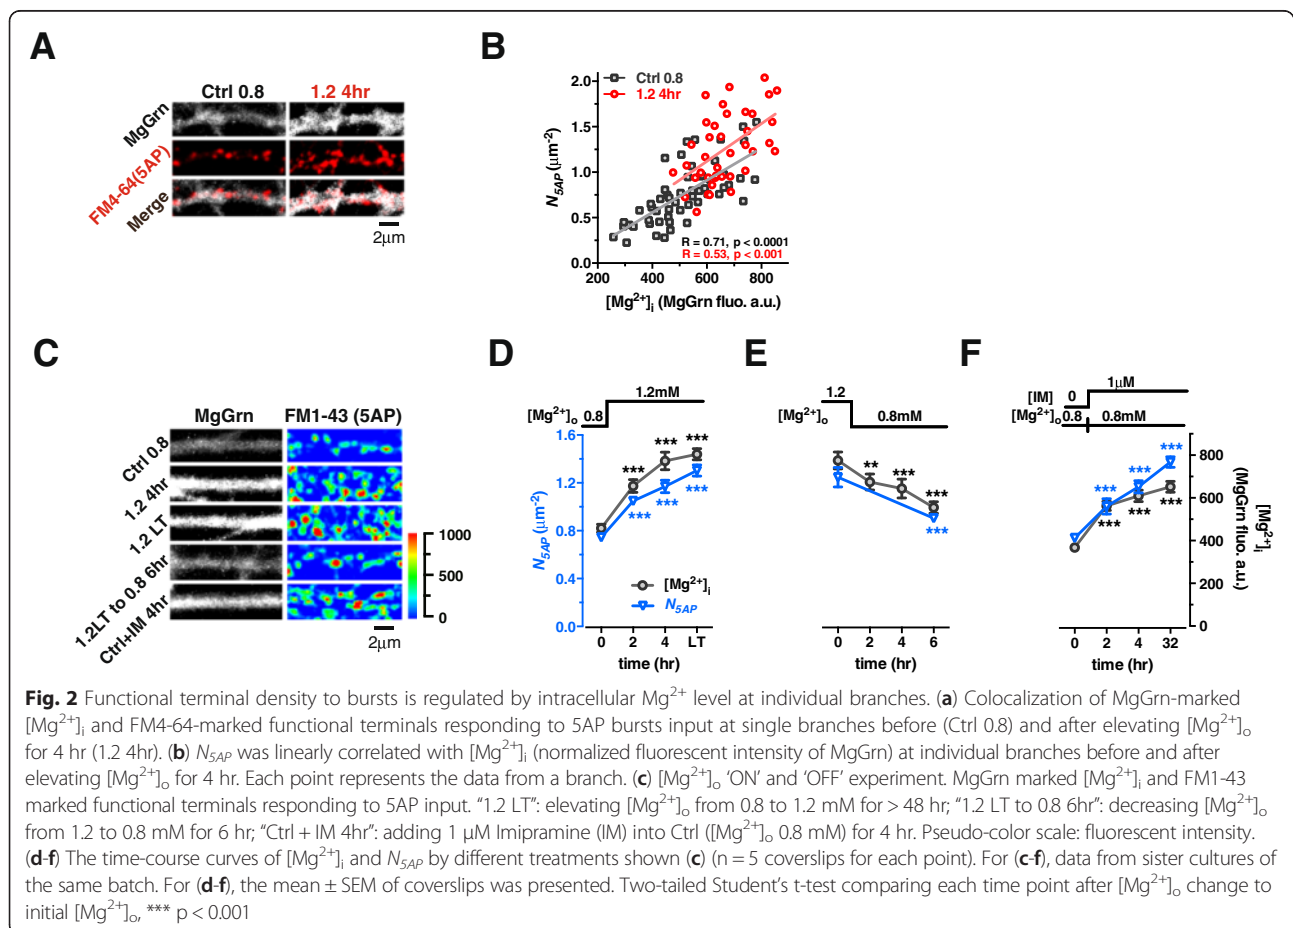 A
Ctrl 0.8
1.2 4hr
MgGrn
FM4-64(5AP)
Merge
2μm
B
Ctrl 0.8
1.2 4hr
2.0
1.5
1.0
0.5
0.0
N5AP (μm-2)
R = 0.71, p < 0.0001
R = 0.53, p < 0.001
200 400 600 800
[Mg2+]i (MgGrn fluo. a.u.)
C
MgGrn FM1-43 (5AP)
Ctrl 0.8
1.2 4hr
1.2 LT
1.2LT to 0.8 6hr
Ctrl+IM 4hr
1000
500
0
2μm
D
1.2mM
[Mg2+]o 0.8
1.6
1.2
0.8
0.4
0.0
N5AP (μm-2)
*** *** ***
*** *** ***
[Mg2+]i
N5AP
0 2 4 LT
time (hr)
E
1.2
[Mg2+]o 0.8mM
** *** ***
***
0 2 4 6
time (hr)
F
1μM
[IM] 0
[Mg2+]o 0.8 0.8mM
*** *** ***
*** *** ***
800
600
400
200
0
[Mg2+]i
(MgGrn fluo. a.u.)
0 2 4 32
time (hr)
Fig. 2 Functional terminal density to bursts is regulated by intracellular Mg2+ level at individual branches. (a) Colocalization of MgGrn-marked
[Mg2+]i and FM4-64-marked functional terminals responding to 5AP bursts input at single branches before (Ctrl 0.8) and after elevating [Mg2+]o
for 4 hr (1.2 4hr). (b) N5AP was linearly correlated with [Mg2+]i (normalized fluorescent intensity of MgGrn) at individual branches before and after
elevating [Mg2+]o for 4 hr. Each point represents the data from a branch. (c) [Mg2+]o ‘ON’ and ‘OFF’ experiment. MgGrn marked [Mg2+]i and FM1-43
marked functional terminals responding to 5AP input. “1.2 LT”: elevating [Mg2+]o from 0.8 to 1.2 mM for > 48 hr; “1.2 LT to 0.8 6hr”: decreasing [Mg2+]o
from 1.2 to 0.8 mM for 6 hr; “Ctrl + IM 4hr”: adding 1 μM Imipramine (IM) into Ctrl ([Mg2+]o 0.8 mM) for 4 hr. Pseudo-color scale: fluorescent intensity.
(d-f) The time-course curves of [Mg2+]i and N5AP by different treatments shown (c) (n = 5 coverslips for each point). For (c-f), data from sister cultures of
the same batch. For (d-f), the mean ± SEM of coverslips was presented. Two-tailed Student’s t-test comparing each time point after [Mg2+]o change to
initial [Mg2+]o, *** p < 0.001